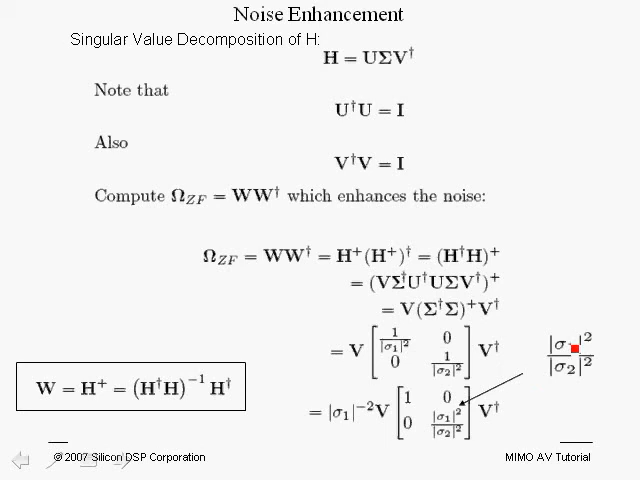 Noise Enhancement
Singular Value Decomposition of H:
H = UΣV†
Note that
U†U = I
Also
V†V = I
Compute Ω_ZF = WW† which enhances the noise:
Ω_ZF = WW† = H⁺(H⁺)† = (H†H)⁺
= (VΣ†U†UΣV†)⁺
= V(Σ†Σ)⁺V†
= V [ 1/|σ₁|² 0 ; 0 1/|σ₂|² ] V†
|σ₁|²/|σ₂|²
W = H⁺ = (H†H)⁻¹ H†
= |σ₁|⁻²V [ 1 0 ; 0 |σ₁|²/|σ₂|² ] V†
© 2007 Silicon DSP Corporation
MIMO AV Tutorial